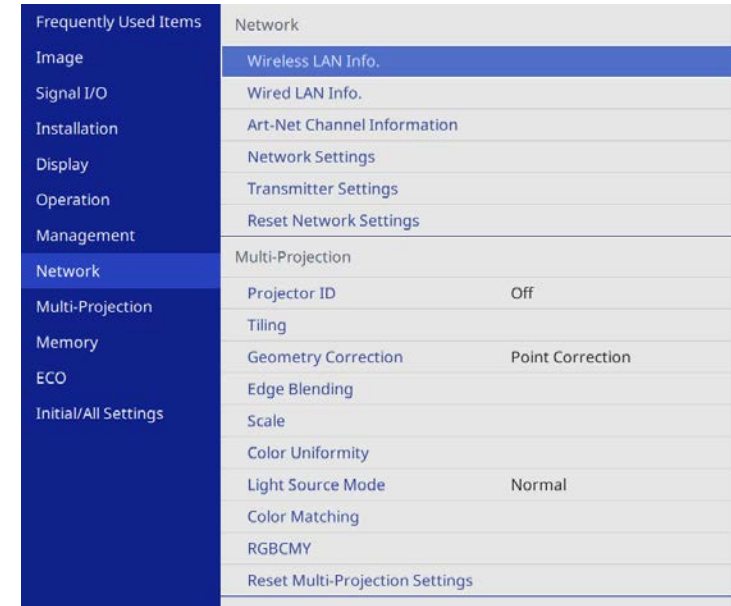 Frequently Used Items
Image
Signal I/O
Installation
Display
Operation
Management
Network
Multi-Projection
Memory
ECO
Initial/All Settings
Network
Wireless LAN Info.
Wired LAN Info.
Art-Net Channel Information
Network Settings
Transmitter Settings
Reset Network Settings
Multi-Projection
Projector ID Off
Tiling
Geometry Correction Point Correction
Edge Blending
Scale
Color Uniformity
Light Source Mode Normal
Color Matching
RGBCMY
Reset Multi-Projection Settings